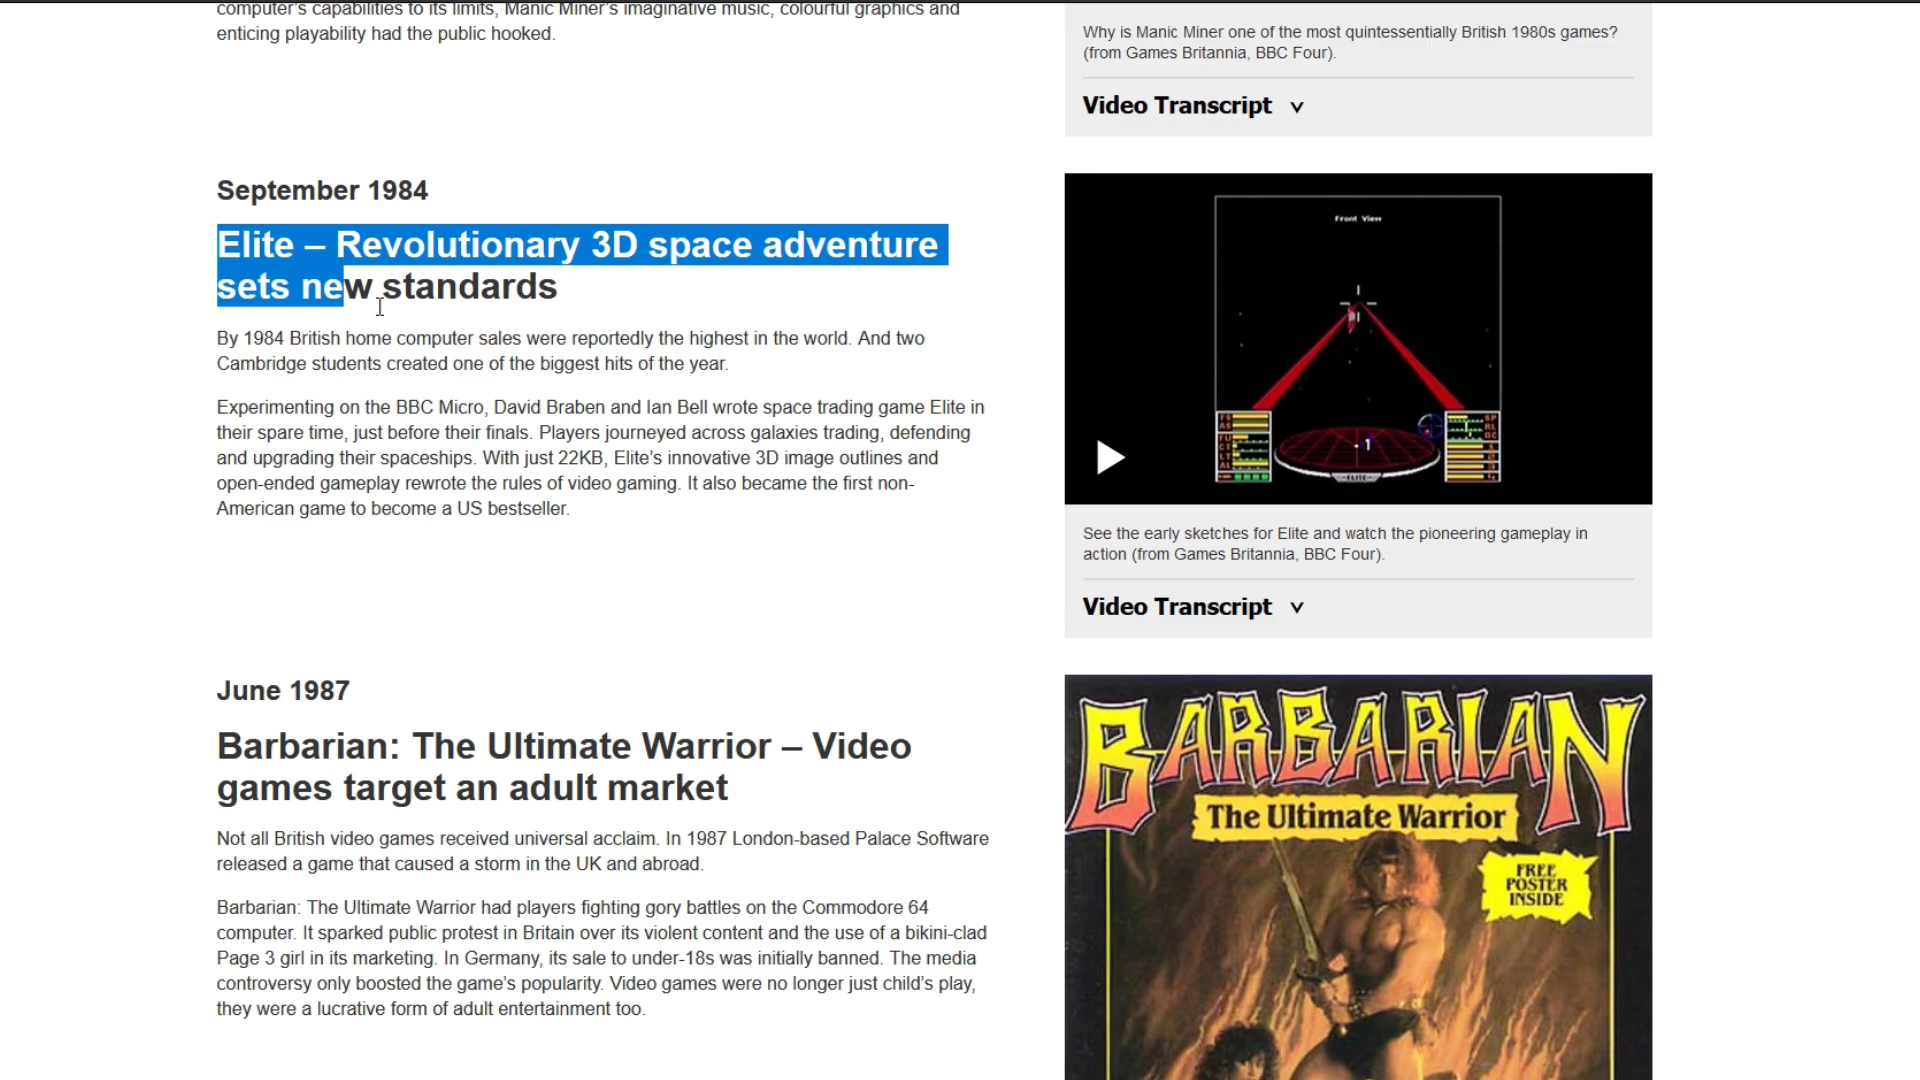 computer's capabilities to its limits, Manic Miner's imaginative music, colourful graphics and
enticing playability had the public hooked.
Why is Manic Miner one of the most quintessentially British 1980s games?
(from Games Britannia, BBC Four).
Video Transcript
September 1984
Elite – Revolutionary 3D space adventure
sets new standards
By 1984 British home computer sales were reportedly the highest in the world. And two
Cambridge students created one of the biggest hits of the year.
Experimenting on the BBC Micro, David Braben and Ian Bell wrote space trading game Elite in
their spare time, just before their finals. Players journeyed across galaxies trading, defending
and upgrading their spaceships. With just 22KB, Elite's innovative 3D image outlines and
open-ended gameplay rewrote the rules of video gaming. It also became the first non-
American game to become a US bestseller.
Front View
ELITE
See the early sketches for Elite and watch the pioneering gameplay in
action (from Games Britannia, BBC Four).
Video Transcript
June 1987
Barbarian: The Ultimate Warrior – Video
games target an adult market
Not all British video games received universal acclaim. In 1987 London-based Palace Software
released a game that caused a storm in the UK and abroad.
Barbarian: The Ultimate Warrior had players fighting gory battles on the Commodore 64
computer. It sparked public protest in Britain over its violent content and the use of a bikini-clad
Page 3 girl in its marketing. In Germany, its sale to under-18s was initially banned. The media
controversy only boosted the game's popularity. Video games were no longer just child's play,
they were a lucrative form of adult entertainment too.
BARBARIAN
The Ultimate Warrior
FREE
POSTER
INSIDE